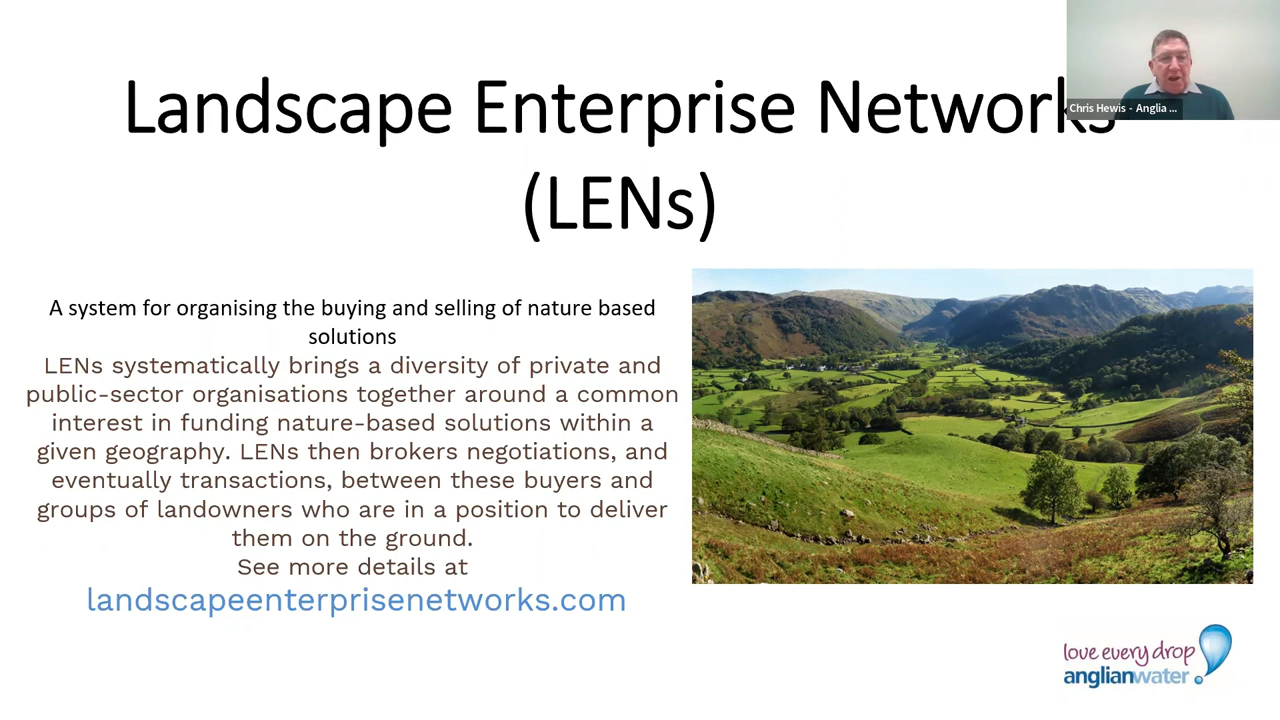 Landscape Enterprise Networks
(LENs)
Chris Hewis - Anglia ...
A system for organising the buying and selling of nature based
solutions
LENs systematically brings a diversity of private and
public-sector organisations together around a common
interest in funding nature-based solutions within a
given geography. LENs then brokers negotiations, and
eventually transactions, between these buyers and
groups of landowners who are in a position to deliver
them on the ground.
See more details at
landscapeenterprisenetworks.com
love every drop
anglianwater